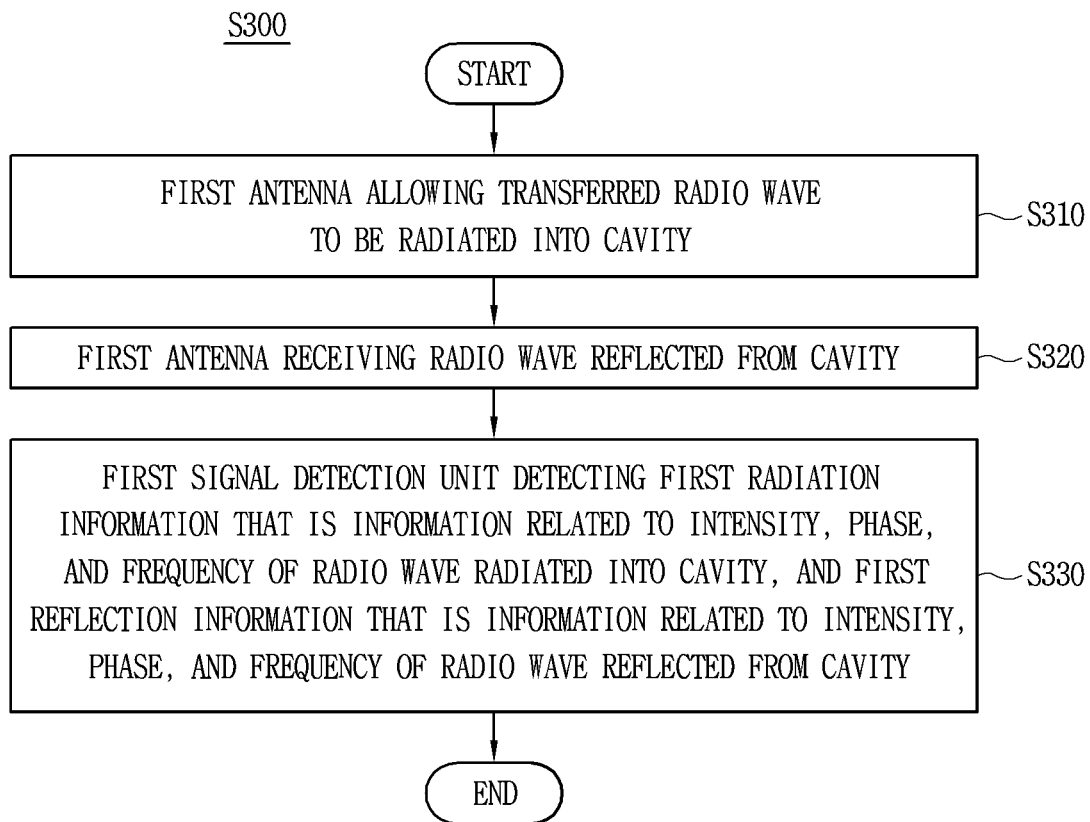 S300
START
FIRST ANTENNA ALLOWING TRANSFERRED RADIO WAVE
TO BE RADIATED INTO CAVITY
S310
FIRST ANTENNA RECEIVING RADIO WAVE REFLECTED FROM CAVITY
S320
FIRST SIGNAL DETECTION UNIT DETECTING FIRST RADIATION
INFORMATION THAT IS INFORMATION RELATED TO INTENSITY, PHASE,
AND FREQUENCY OF RADIO WAVE RADIATED INTO CAVITY, AND FIRST
REFLECTION INFORMATION THAT IS INFORMATION RELATED TO INTENSITY,
PHASE, AND FREQUENCY OF RADIO WAVE REFLECTED FROM CAVITY
S330
END